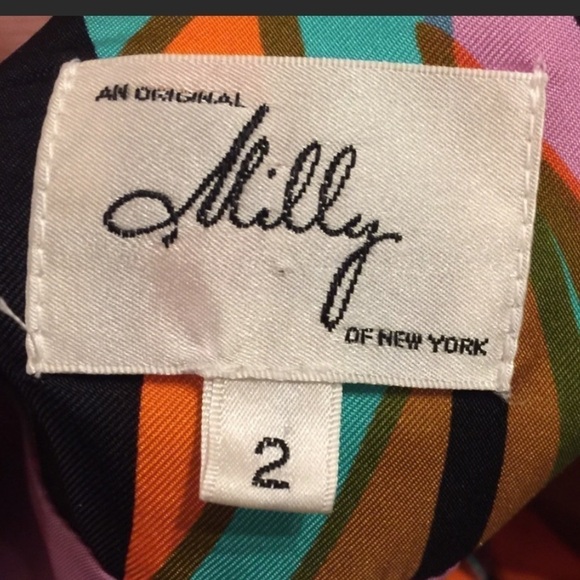 AN ORIGINAL
Milly
OF NEW YORK
2